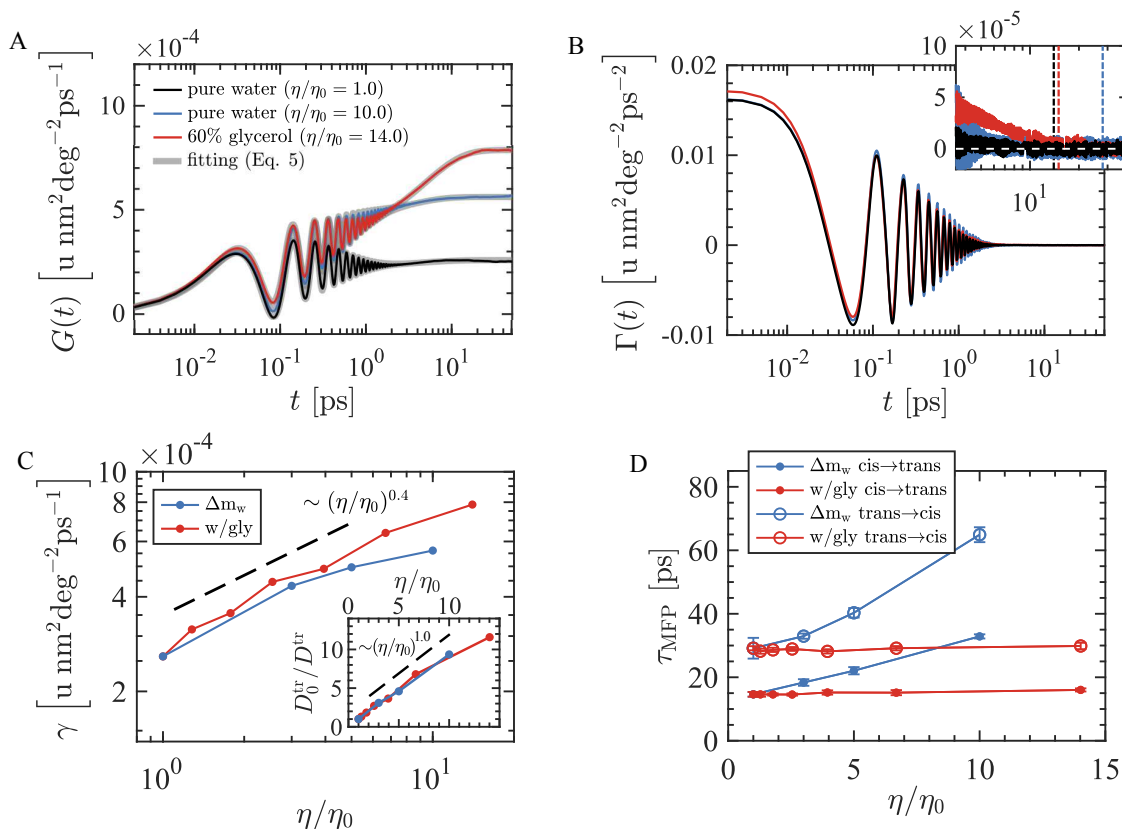 A
×10⁻⁴
G(t) [u nm²deg⁻²ps⁻¹]
10
5
0
pure water (η/η₀ = 1.0)
pure water (η/η₀ = 10.0)
60% glycerol (η/η₀ = 14.0)
fitting (Eq. 5)
10⁻² 10⁻¹ 10⁰ 10¹
t [ps]
B
Γ(t) [u nm²deg⁻²ps⁻²]
0.02
0.01
0
-0.01
×10⁻⁵
10
5
0
10¹
10⁻² 10⁻¹ 10⁰ 10¹
t [ps]
C
×10⁻⁴
γ [u nm²deg⁻²ps⁻¹]
10
8
6
4
2
Δm_w
w/gly
∼ (η/η₀)^0.4
η/η₀
0 5 10
D₀^tr/D^tr
10
5
0
∼(η/η₀)^1.0
10⁰ 10¹
η/η₀
D
τ_MFP [ps]
80
60
40
20
0
Δm_w cis→trans
w/gly cis→trans
Δm_w trans→cis
w/gly trans→cis
0 5 10 15
η/η₀